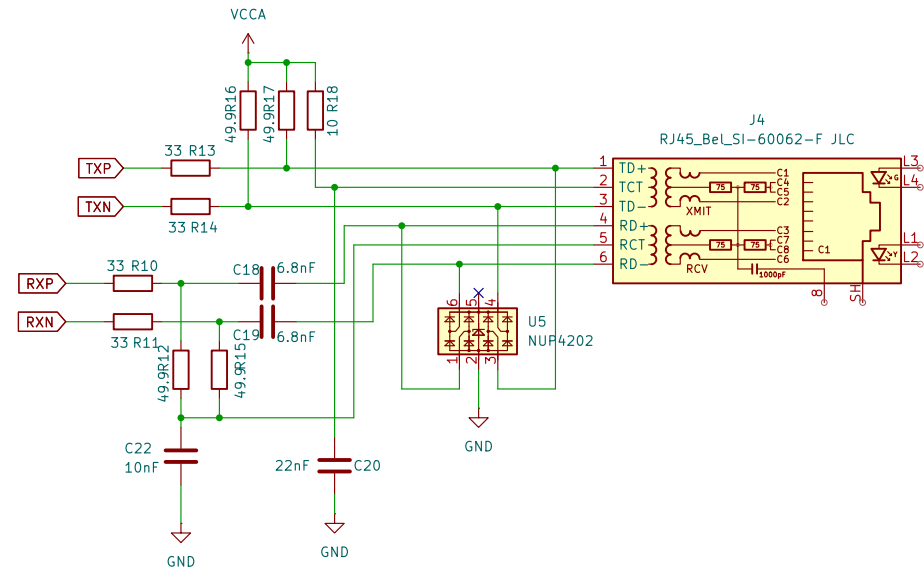 VCCA
49.9R16
49.9R17
10 R18
TXP
33 R13
TXN
33 R14
J4
RJ45_Bel_SI-60062-F JLC
1
TD+
2
TCT
3
TD-
4
RD+
5
RCT
6
RD-
75
75
C1
C4
C5
C2
XMIT
75
75
C3
C7
C8
C6
RCV
1000pF
C1
G
Y
L3
L4
L1
L2
8
SH
RXP
33 R10
C18
6.8nF
RXN
33 R11
C19
6.8nF
49.9R12
49.9R15
6
5
4
1
2
3
U5
NUP4202
GND
C22
10nF
22nF
C20
GND
GND